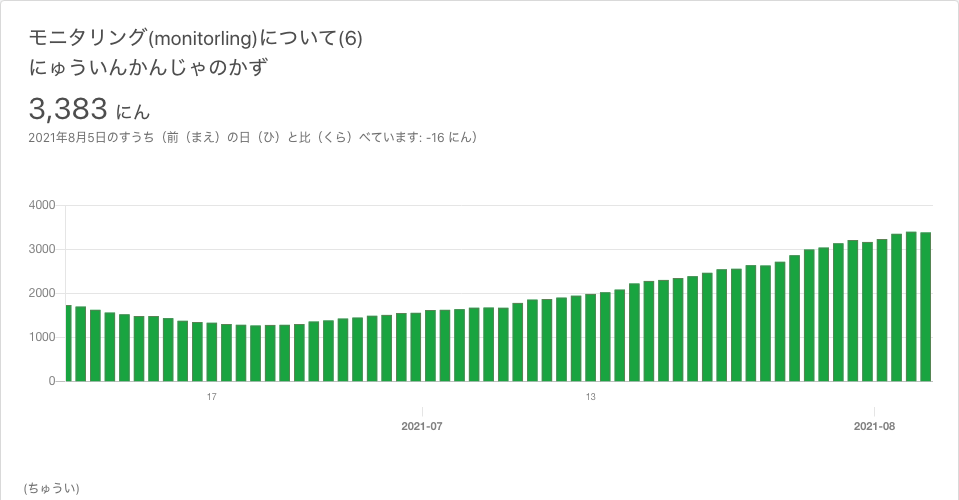 モニタリング(monitorling)について(6)
にゅういんかんじゃのかず
3,383 にん
2021年8月5日のすうち（前（まえ）の日（ひ）と比（くら）べています: -16 にん）
4000
3000
2000
1000
0
17
13
2021-07
2021-08
(ちゅうい)